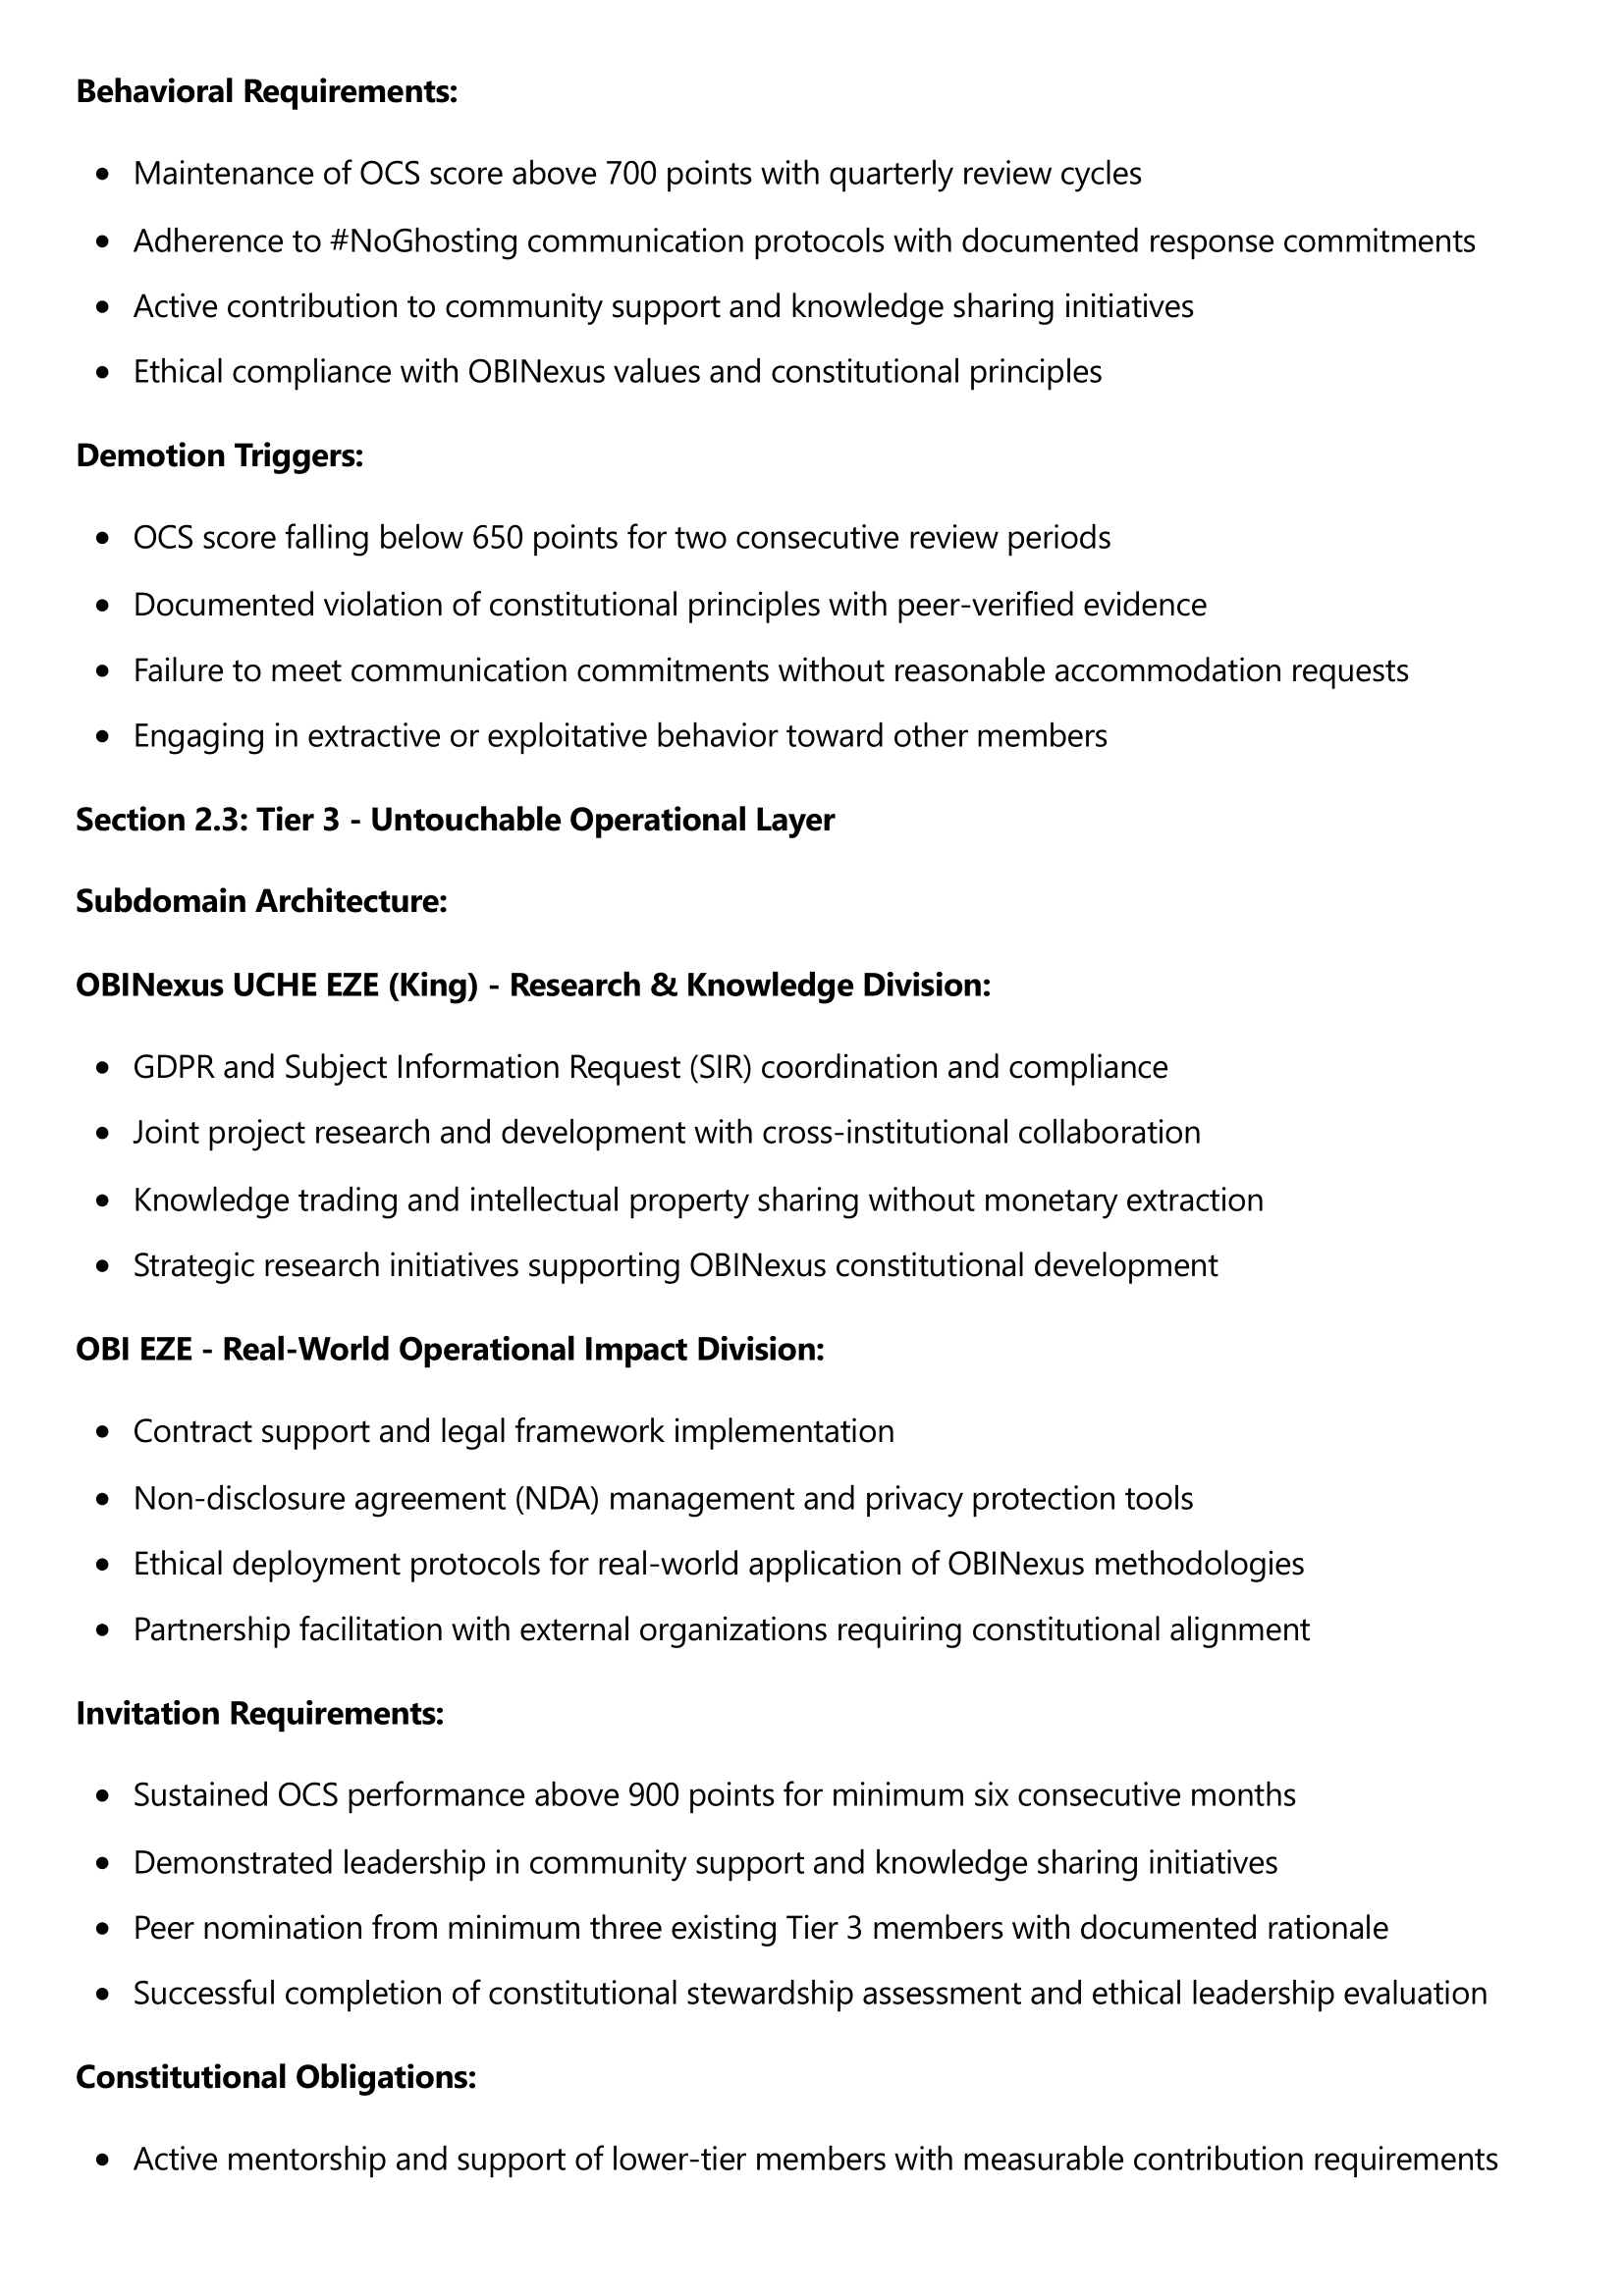 Behavioral Requirements:
• Maintenance of OCS score above 700 points with quarterly review cycles
• Adherence to #NoGhosting communication protocols with documented response commitments
• Active contribution to community support and knowledge sharing initiatives
• Ethical compliance with OBINexus values and constitutional principles
Demotion Triggers:
• OCS score falling below 650 points for two consecutive review periods
• Documented violation of constitutional principles with peer-verified evidence
• Failure to meet communication commitments without reasonable accommodation requests
• Engaging in extractive or exploitative behavior toward other members
Section 2.3: Tier 3 - Untouchable Operational Layer
Subdomain Architecture:
OBINexus UCHE EZE (King) - Research & Knowledge Division:
• GDPR and Subject Information Request (SIR) coordination and compliance
• Joint project research and development with cross-institutional collaboration
• Knowledge trading and intellectual property sharing without monetary extraction
• Strategic research initiatives supporting OBINexus constitutional development
OBI EZE - Real-World Operational Impact Division:
• Contract support and legal framework implementation
• Non-disclosure agreement (NDA) management and privacy protection tools
• Ethical deployment protocols for real-world application of OBINexus methodologies
• Partnership facilitation with external organizations requiring constitutional alignment
Invitation Requirements:
• Sustained OCS performance above 900 points for minimum six consecutive months
• Demonstrated leadership in community support and knowledge sharing initiatives
• Peer nomination from minimum three existing Tier 3 members with documented rationale
• Successful completion of constitutional stewardship assessment and ethical leadership evaluation
Constitutional Obligations:
• Active mentorship and support of lower-tier members with measurable contribution requirements